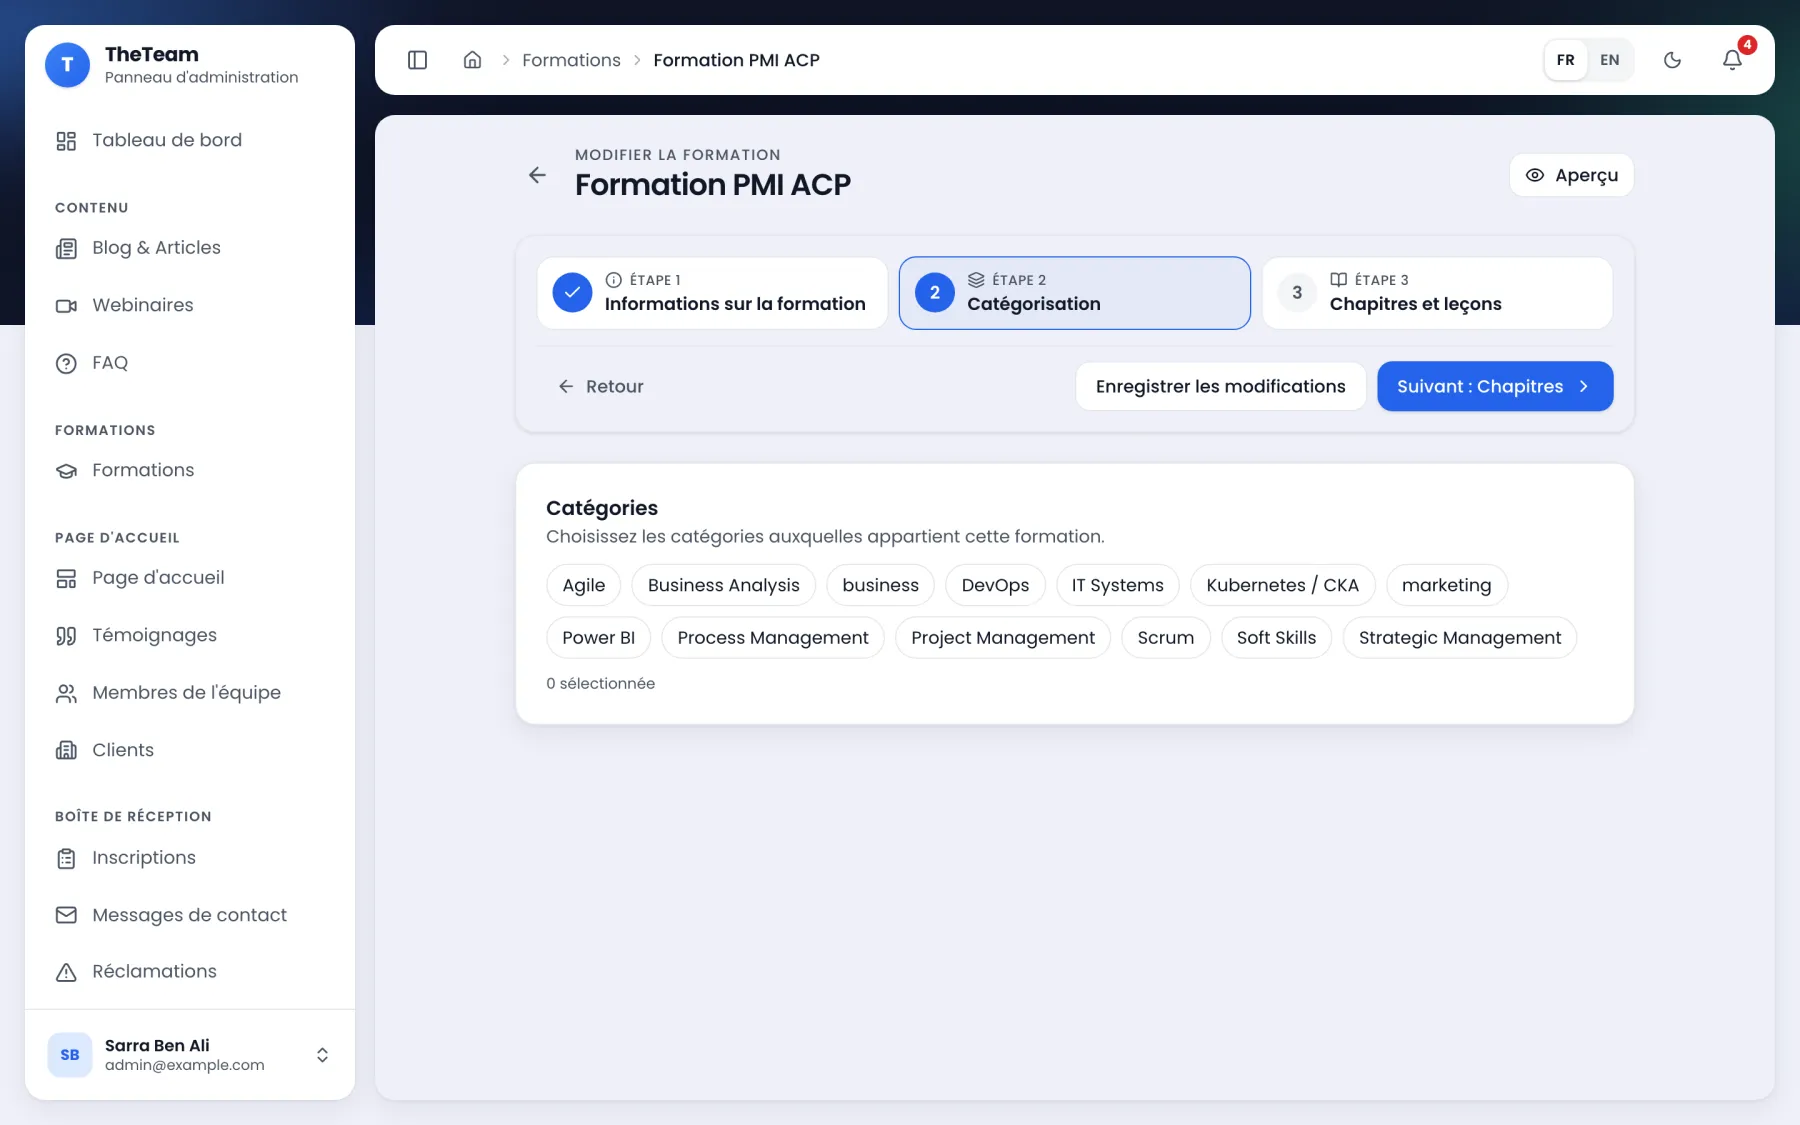 T
TheTeam
Panneau d'administration
Tableau de bord
CONTENU
Blog & Articles
Webinaires
FAQ
FORMATIONS
Formations
PAGE D'ACCUEIL
Page d'accueil
Témoignages
Membres de l'équipe
Clients
BOÎTE DE RÉCEPTION
Inscriptions
Messages de contact
Réclamations
SB
Sarra Ben Ali
admin@example.com
Formations
Formation PMI ACP
FR EN
4
MODIFIER LA FORMATION
Formation PMI ACP
Aperçu
ÉTAPE 1
Informations sur la formation
2
ÉTAPE 2
Catégorisation
3
ÉTAPE 3
Chapitres et leçons
Retour
Enregistrer les modifications
Suivant : Chapitres
Catégories
Choisissez les catégories auxquelles appartient cette formation.
Agile Business Analysis business DevOps IT Systems Kubernetes / CKA marketing
Power BI Process Management Project Management Scrum Soft Skills Strategic Management
0 sélectionnée